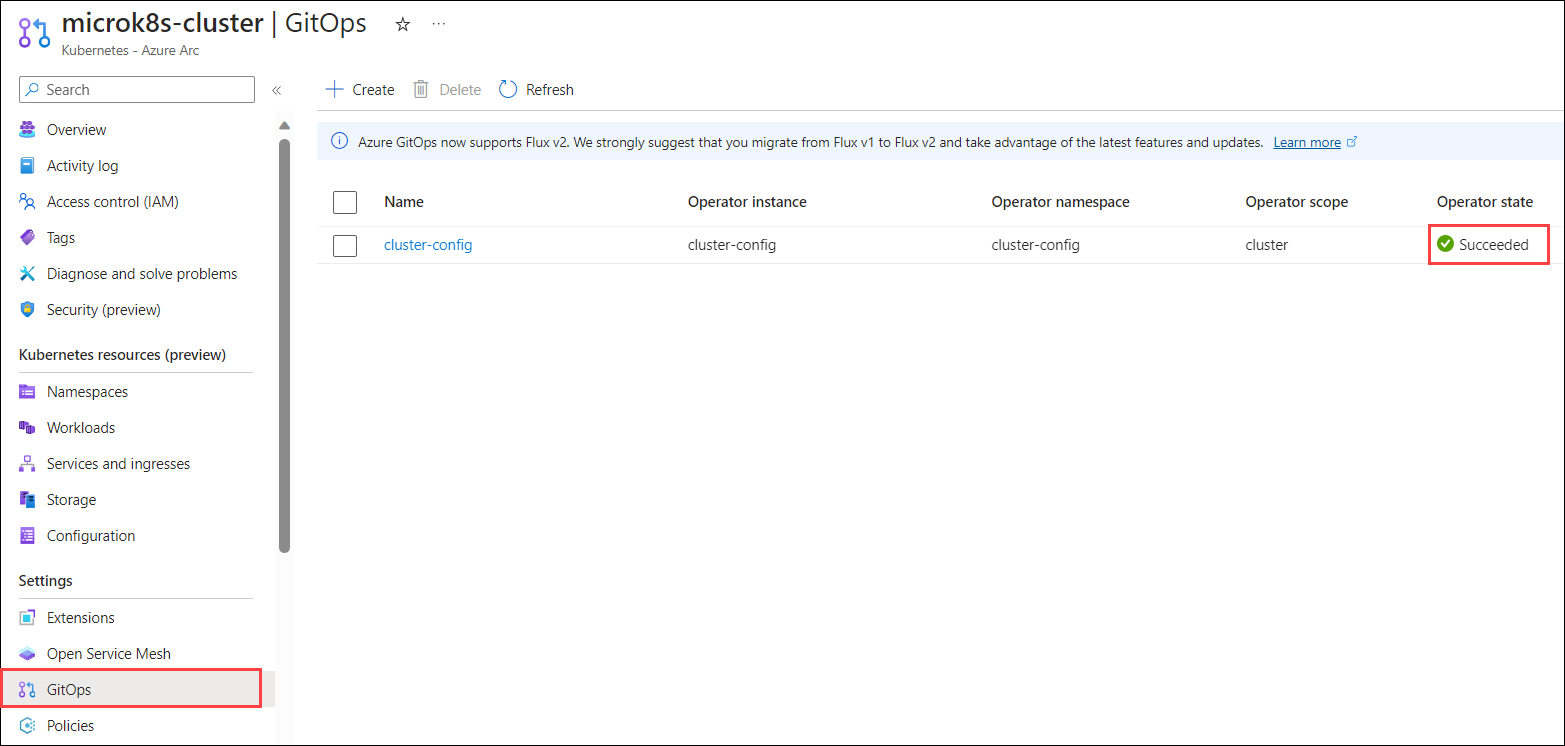 microk8s-cluster | GitOps
Kubernetes - Azure Arc
Search
Overview
Activity log
Access control (IAM)
Tags
Diagnose and solve problems
Security (preview)
Kubernetes resources (preview)
Namespaces
Workloads
Services and ingresses
Storage
Configuration
Settings
Extensions
Open Service Mesh
GitOps
Policies
Create Delete Refresh
Azure GitOps now supports Flux v2. We strongly suggest that you migrate from Flux v1 to Flux v2 and take advantage of the latest features and updates. Learn more
Name Operator instance Operator namespace Operator scope Operator state
cluster-config cluster-config cluster-config cluster Succeeded